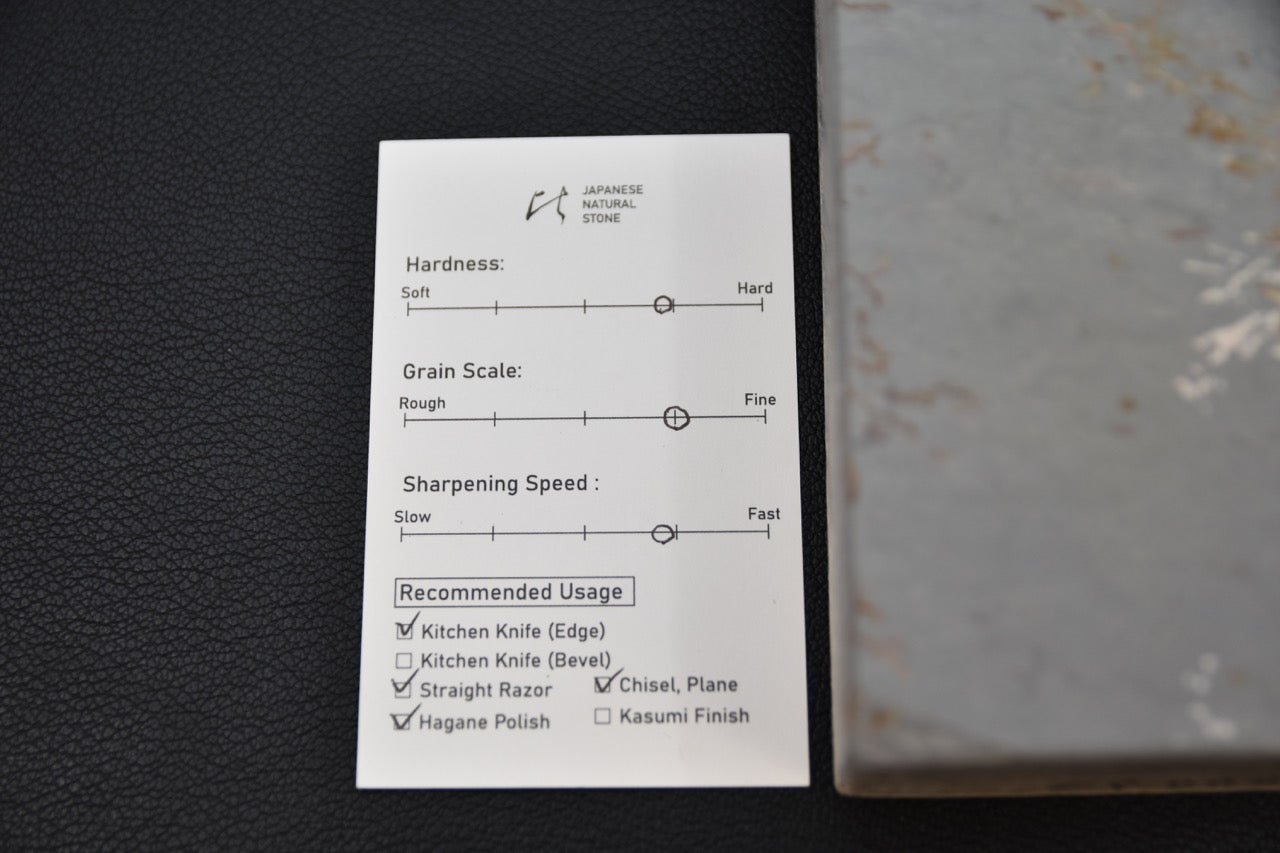 JAPANESE
NATURAL
STONE
Hardness:
Soft Hard
Grain Scale:
Rough Fine
Sharpening Speed :
Slow Fast
Recommended Usage
Kitchen Knife (Edge)
Kitchen Knife (Bevel)
Straight Razor Chisel, Plane
Hagane Polish Kasumi Finish